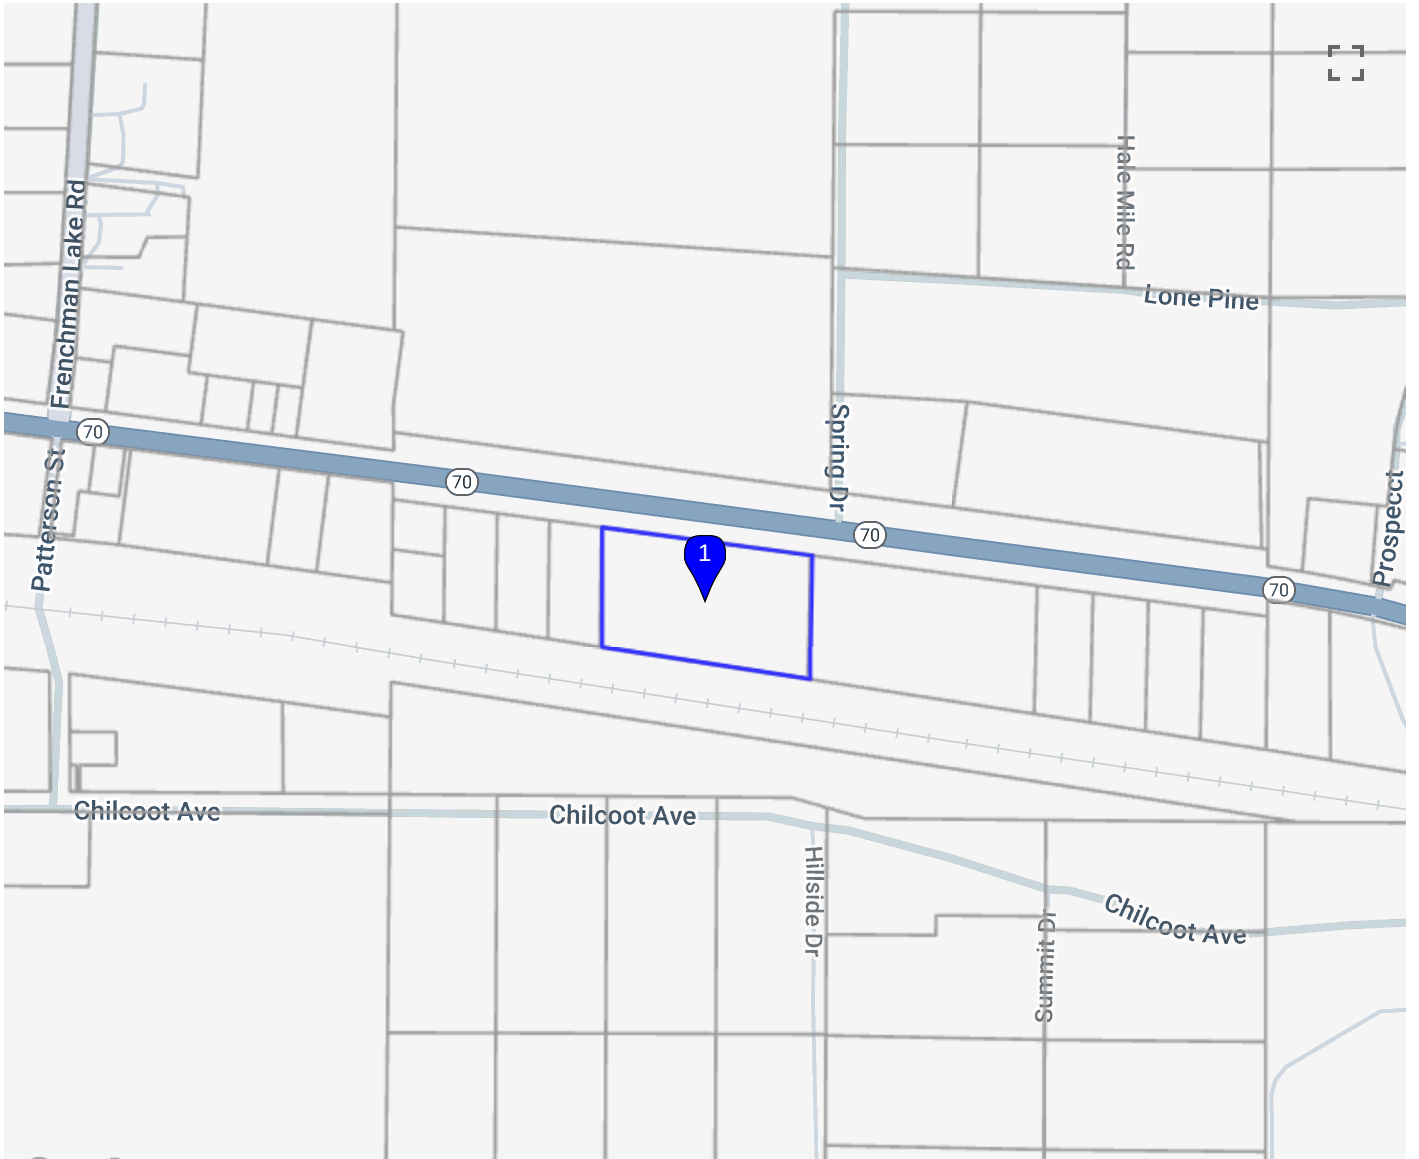 Hale Mile Rd
Frenchman Lake Rd
Lone Pine
Spring Dr
70
70
70
70
Patterson St
Prospecct
1
Chilcoot Ave
Chilcoot Ave
Hillside Dr
Chilcoot Ave
Summit Dr